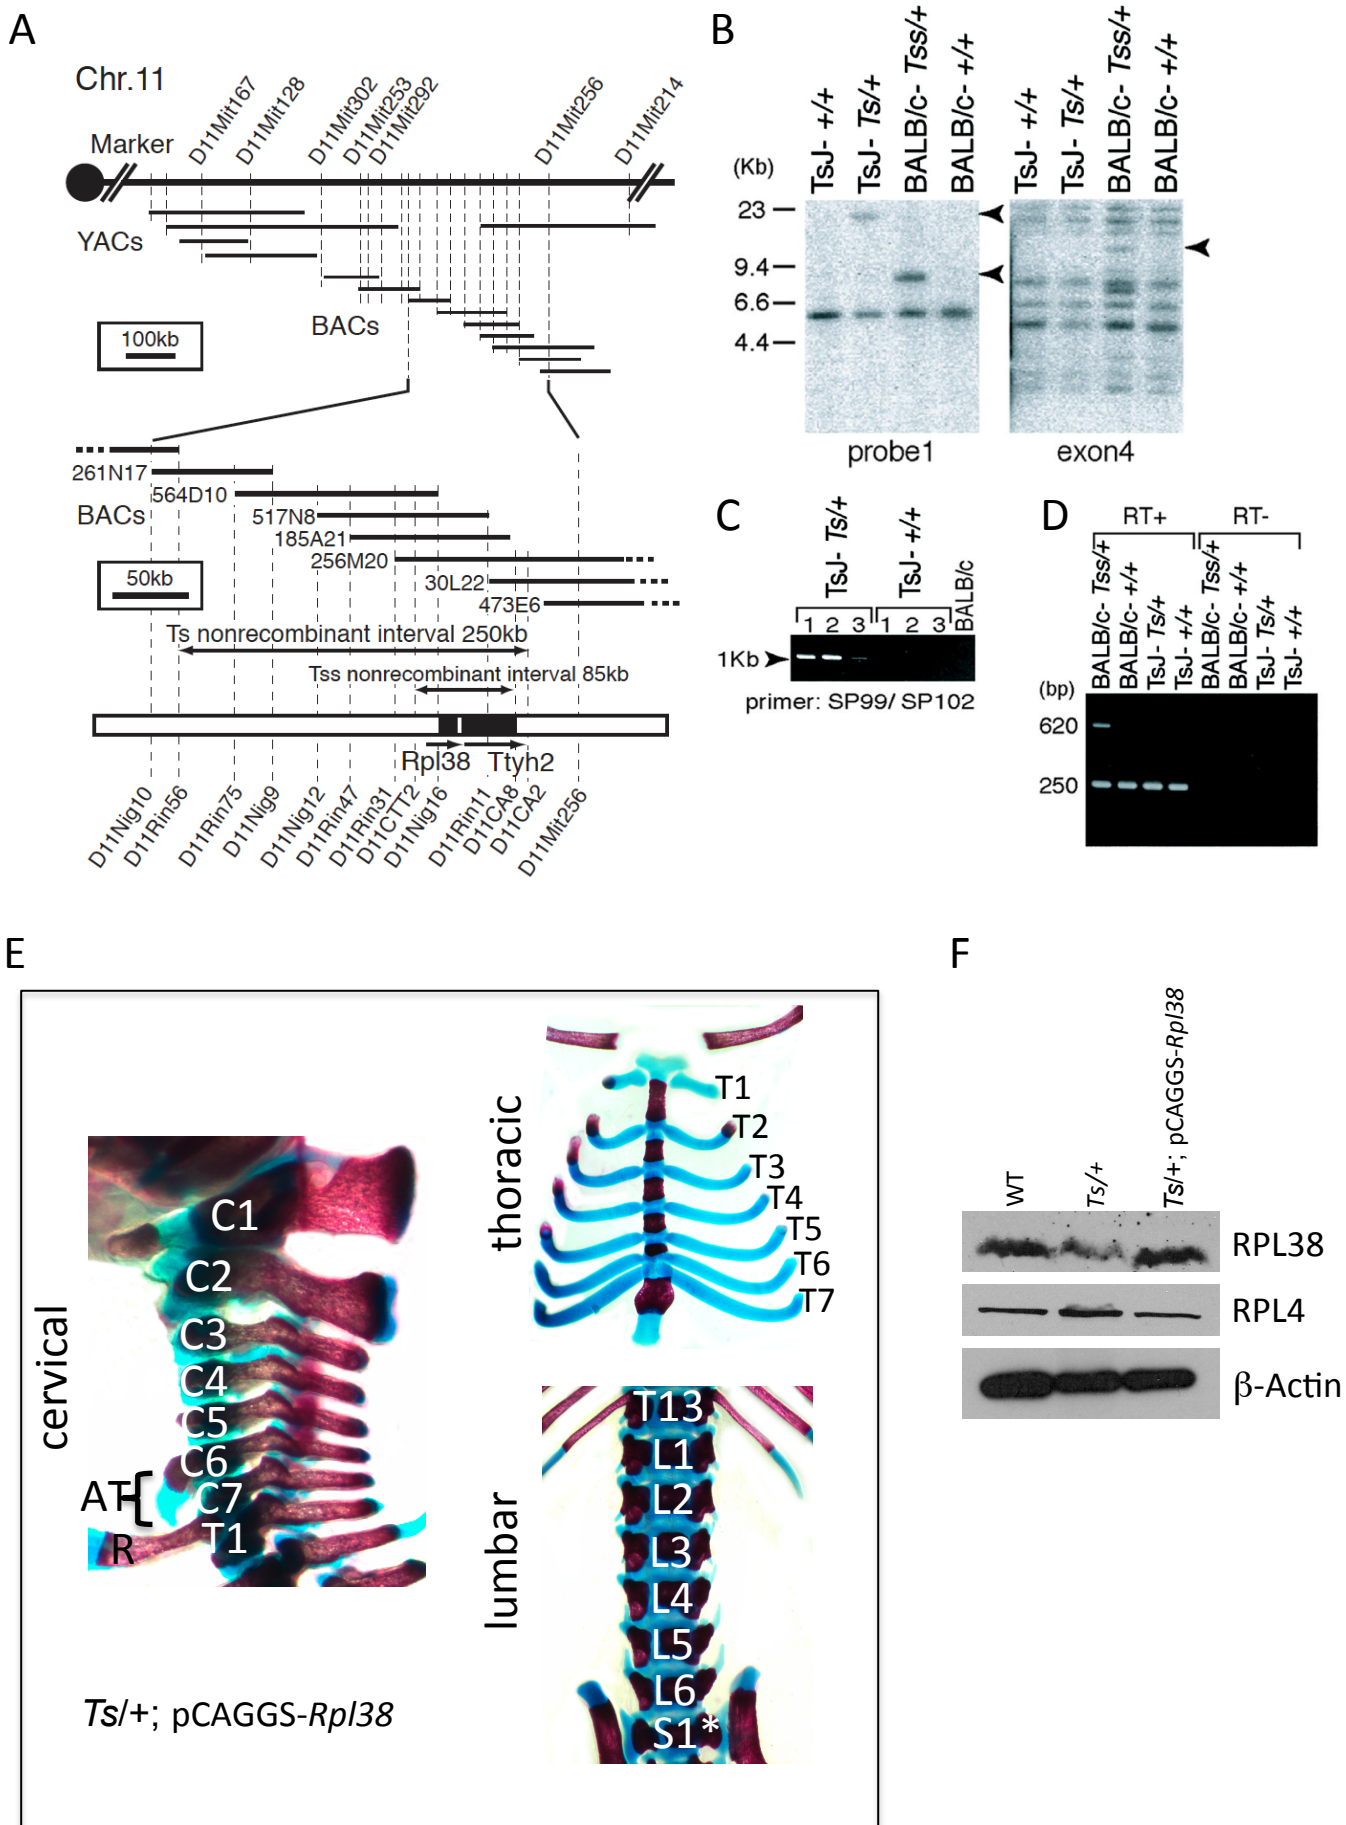 A
Chr.11
Marker
D11Mit167
D11Mit128
D11Mit302
D11Mit253
D11Mit292
D11Mit256
D11Mit214
YACs
BACs
100kb
261N17
564D10
BACs
517N8
185A21
256M20
50kb
30L22
473E6
Ts nonrecombinant interval 250kb
Tss nonrecombinant interval 85kb
Rpl38
Ttyh2
D11Nig10
D11Rin56
D11Rin75
D11Nig9
D11Nig12
D11Rin47
D11Rin31
D11CTT2
D11Nig16
D11Rin11
D11CA8
D11CA2
D11Mit256
B
(Kb)
TsJ- +/+
TsJ- Ts/+
BALB/c- Tss/+
BALB/c- +/+
TsJ- +/+
TsJ- Ts/+
BALB/c- Tss/+
BALB/c- +/+
23
9.4
6.6
4.4
probe1
exon4
C
TsJ- Ts/+
TsJ- +/+
BALB/c
1 2 3 1 2 3
1Kb
primer: SP99/ SP102
D
RT+
RT-
BALB/c- Tss/+
BALB/c- +/+
TsJ- Ts/+
TsJ- +/+
BALB/c- Tss/+
BALB/c- +/+
TsJ- Ts/+
TsJ- +/+
(bp)
620
250
E
cervical
C1
C2
C3
C4
C5
C6
C7
T1
AT
R
thoracic
T1
T2
T3
T4
T5
T6
T7
lumbar
T13
L1
L2
L3
L4
L5
L6
S1*
Ts/+; pCAGGS-Rpl38
F
WT
Ts/+
Ts/+; pCAGGS-Rpl38
RPL38
RPL4
β-Actin